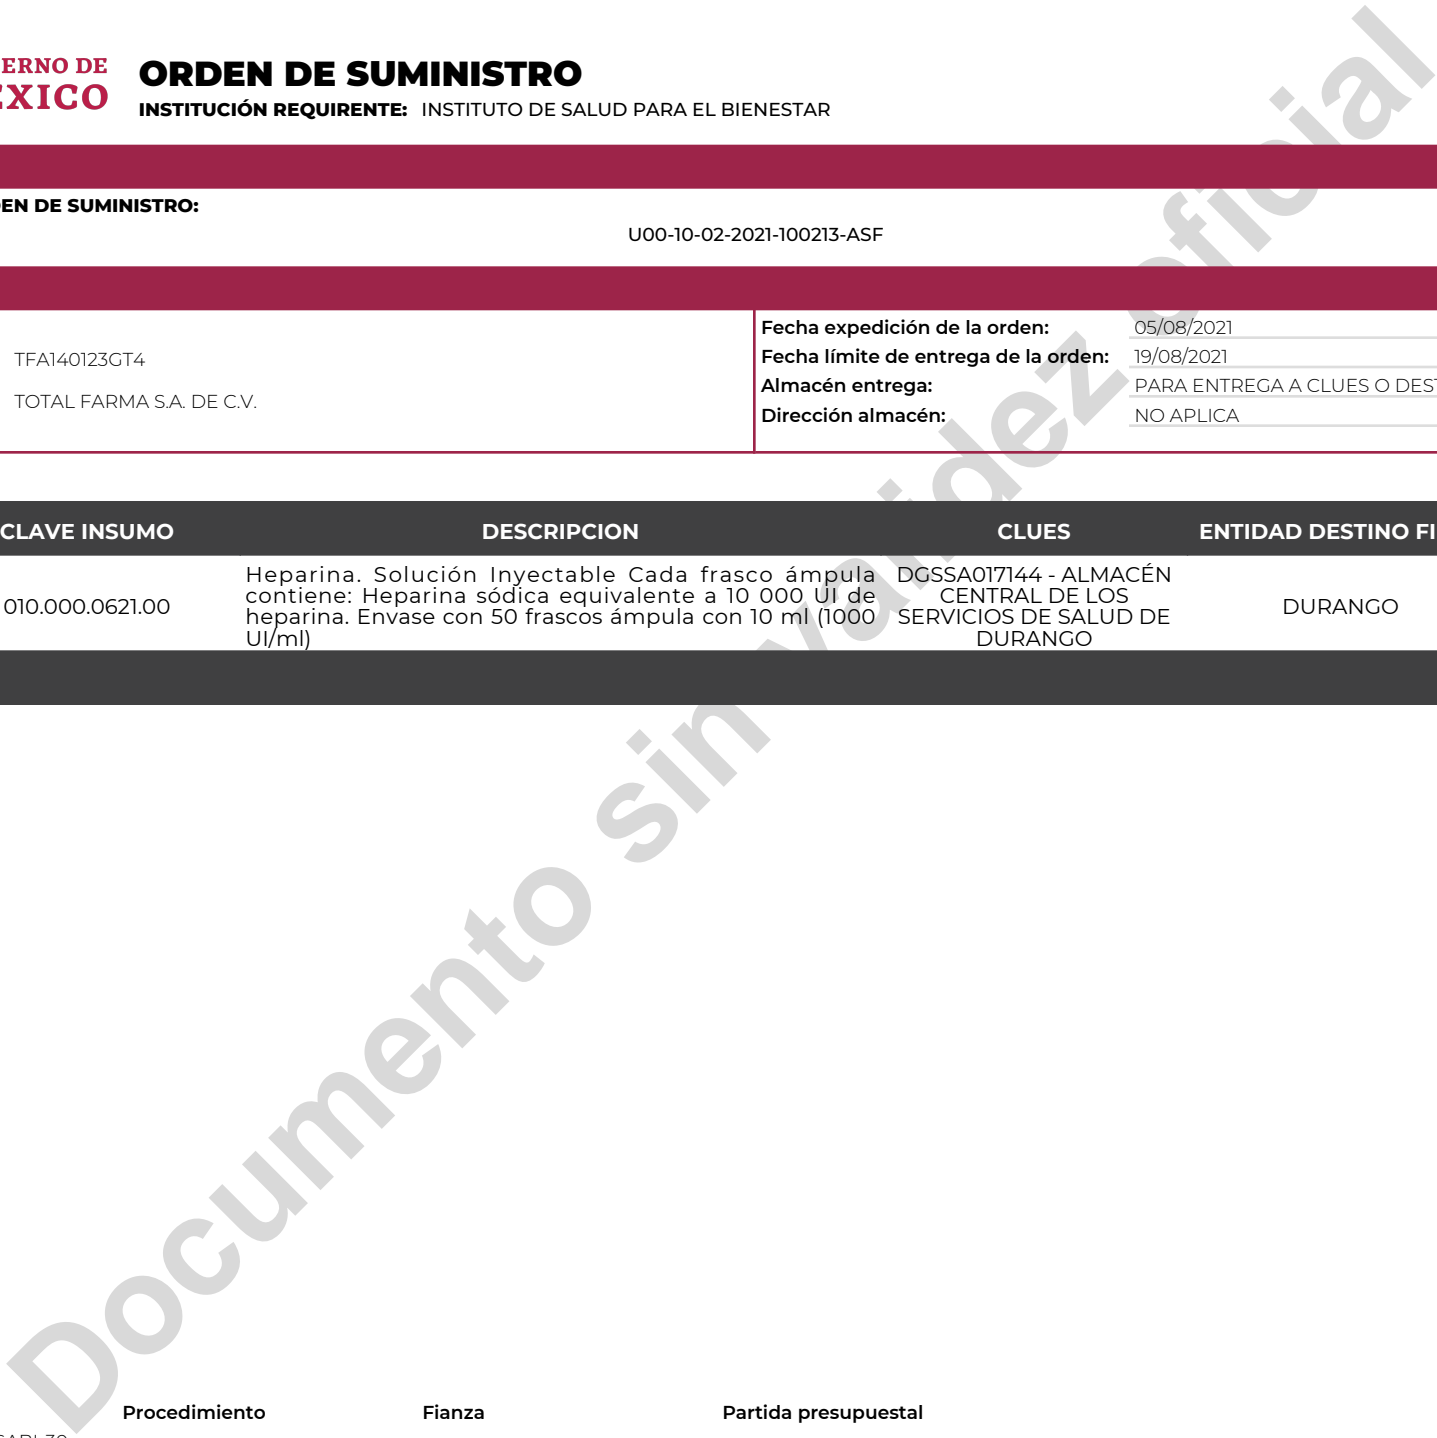 ERNO DE
EXICO
ORDEN DE SUMINISTRO
INSTITUCIÓN REQUIRENTE: INSTITUTO DE SALUD PARA EL BIENESTAR
EN DE SUMINISTRO:
U00-10-02-2021-100213-ASF
TFA140123GT4
TOTAL FARMA S.A. DE C.V.
Fecha expedición de la orden: 05/08/2021
Fecha límite de entrega de la orden: 19/08/2021
Almacén entrega: PARA ENTREGA A CLUES O DEST
Dirección almacén: NO APLICA
CLAVE INSUMO DESCRIPCION CLUES ENTIDAD DESTINO FI
010.000.0621.00
Heparina. Solución Inyectable Cada frasco ámpula
contiene: Heparina sódica equivalente a 10 000 UI de
heparina. Envase con 50 frascos ámpula con 10 ml (1000
UI/ml)
DGSSA017144 - ALMACÉN
CENTRAL DE LOS
SERVICIOS DE SALUD DE
DURANGO
DURANGO
Documento sin validez oficial
Procedimiento Fianza Partida presupuestal